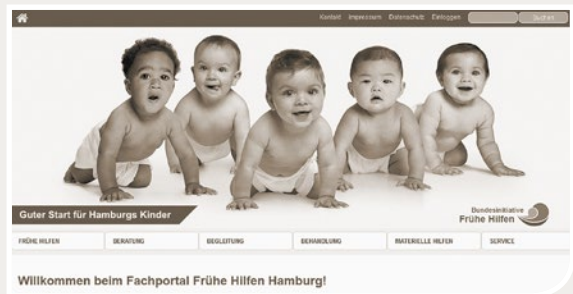 Kontakt Impressum Datenschutz Einloggen Suchen
Guter Start für Hamburgs Kinder
Bundesinitiative
Frühe Hilfen
FRÜHE HILFEN BERATUNG BEGLEITUNG BEHANDLUNG MATERIELLE HILFEN SERVICE
Willkommen beim Fachportal Frühe Hilfen Hamburg!